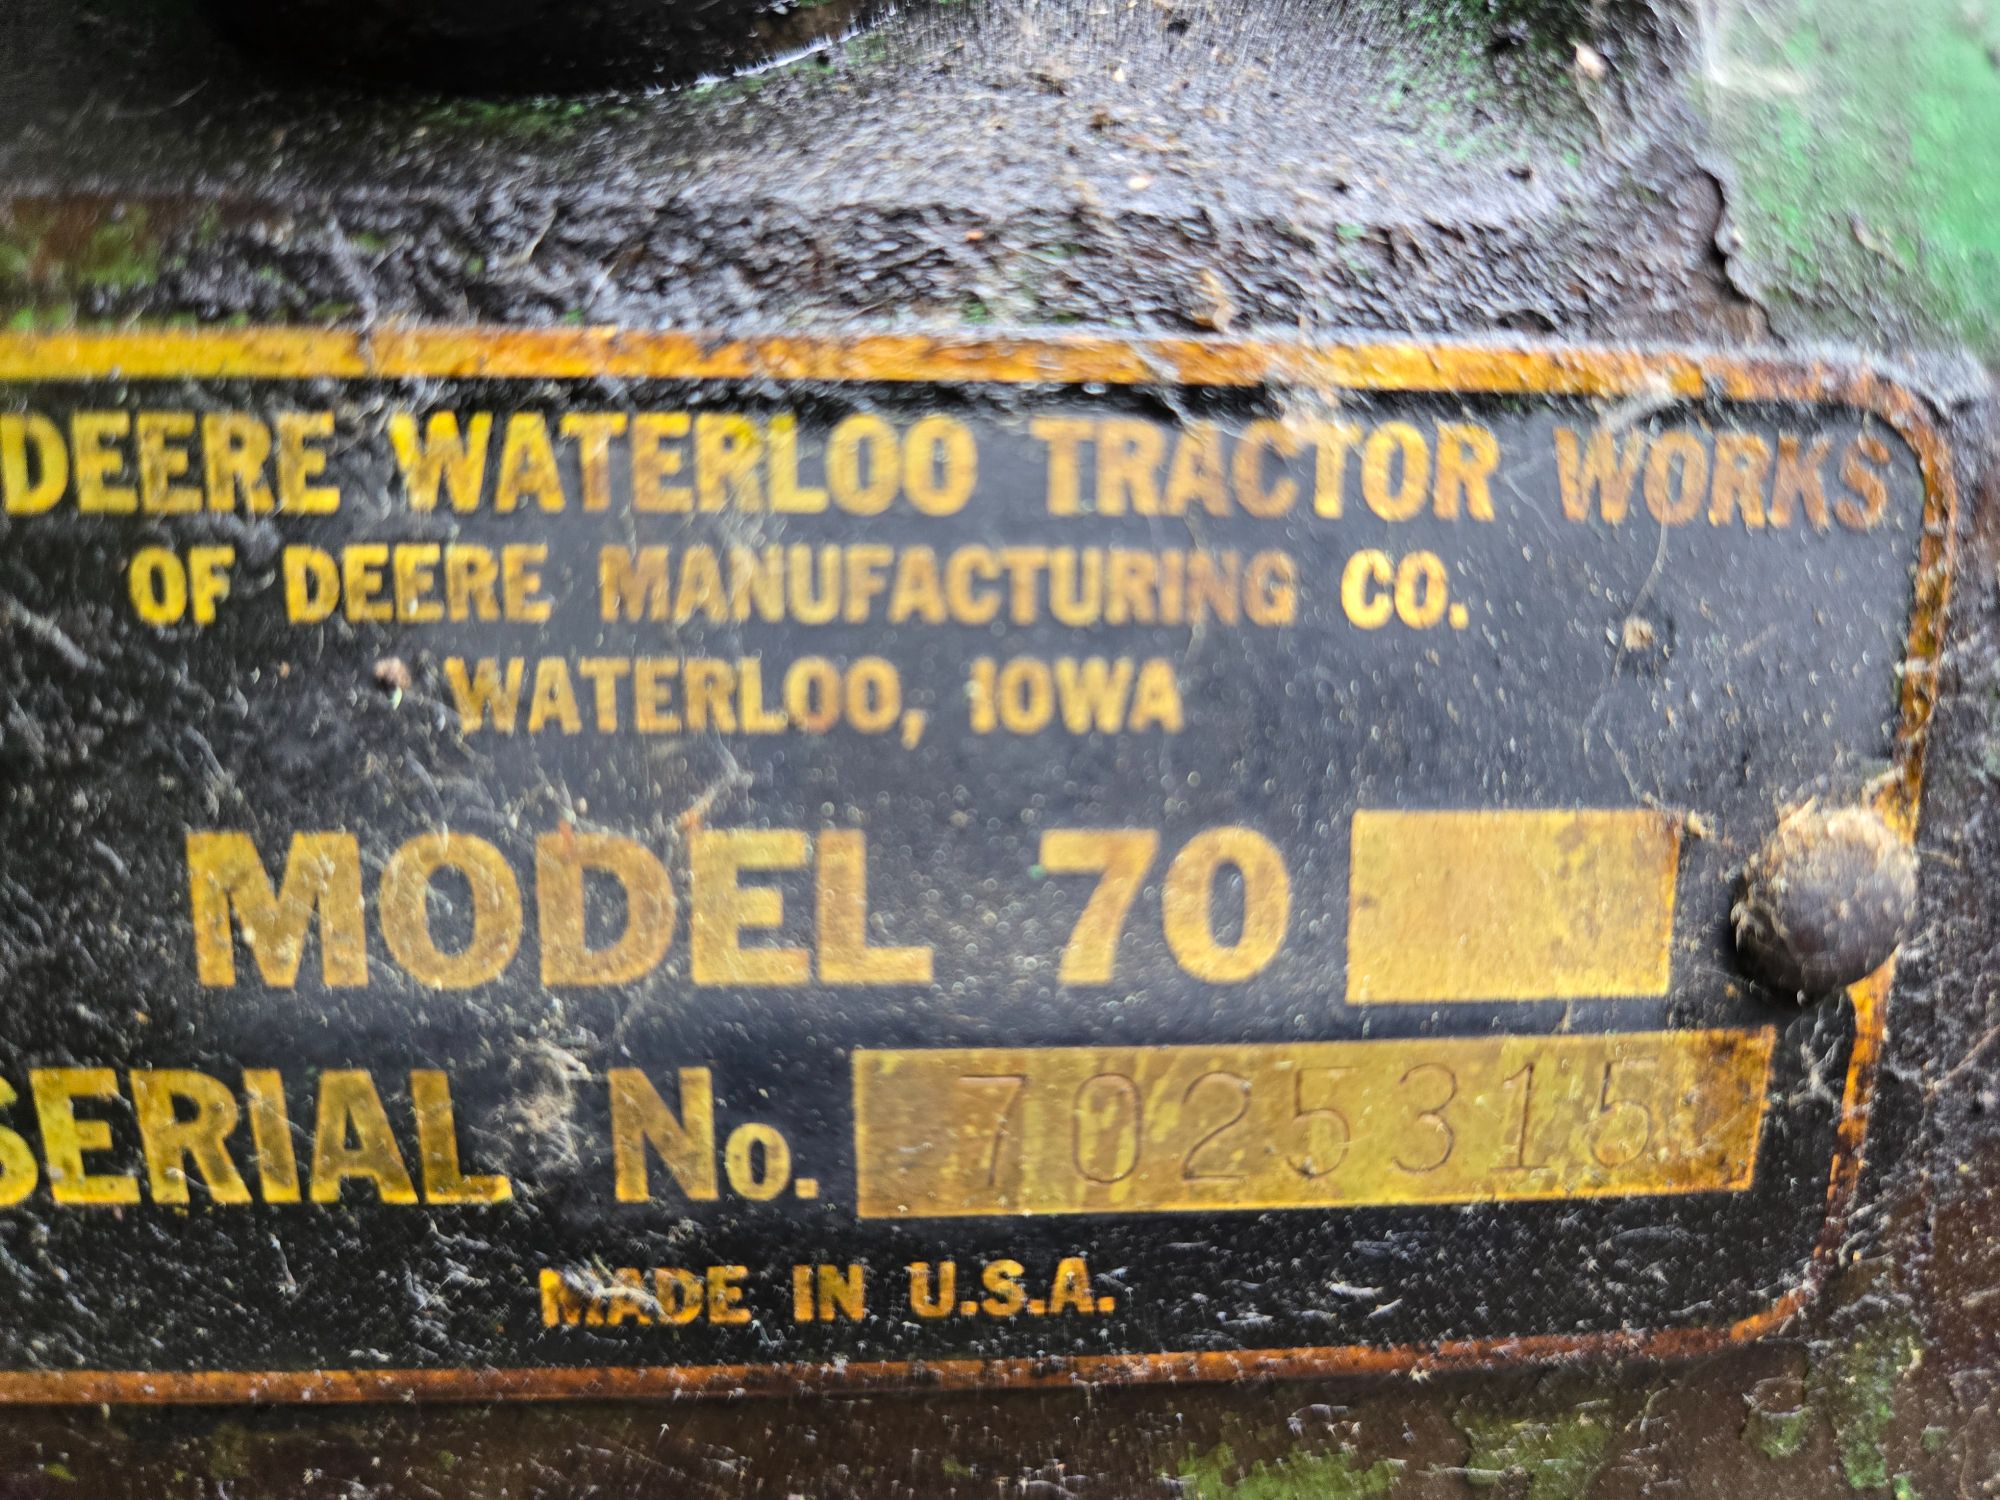 DEERE WATERLOO TRACTOR WORKS
OF DEERE MANUFACTURING CO.
WATERLOO, IOWA
MODEL 70
SERIAL No. 7025315
MADE IN U.S.A.